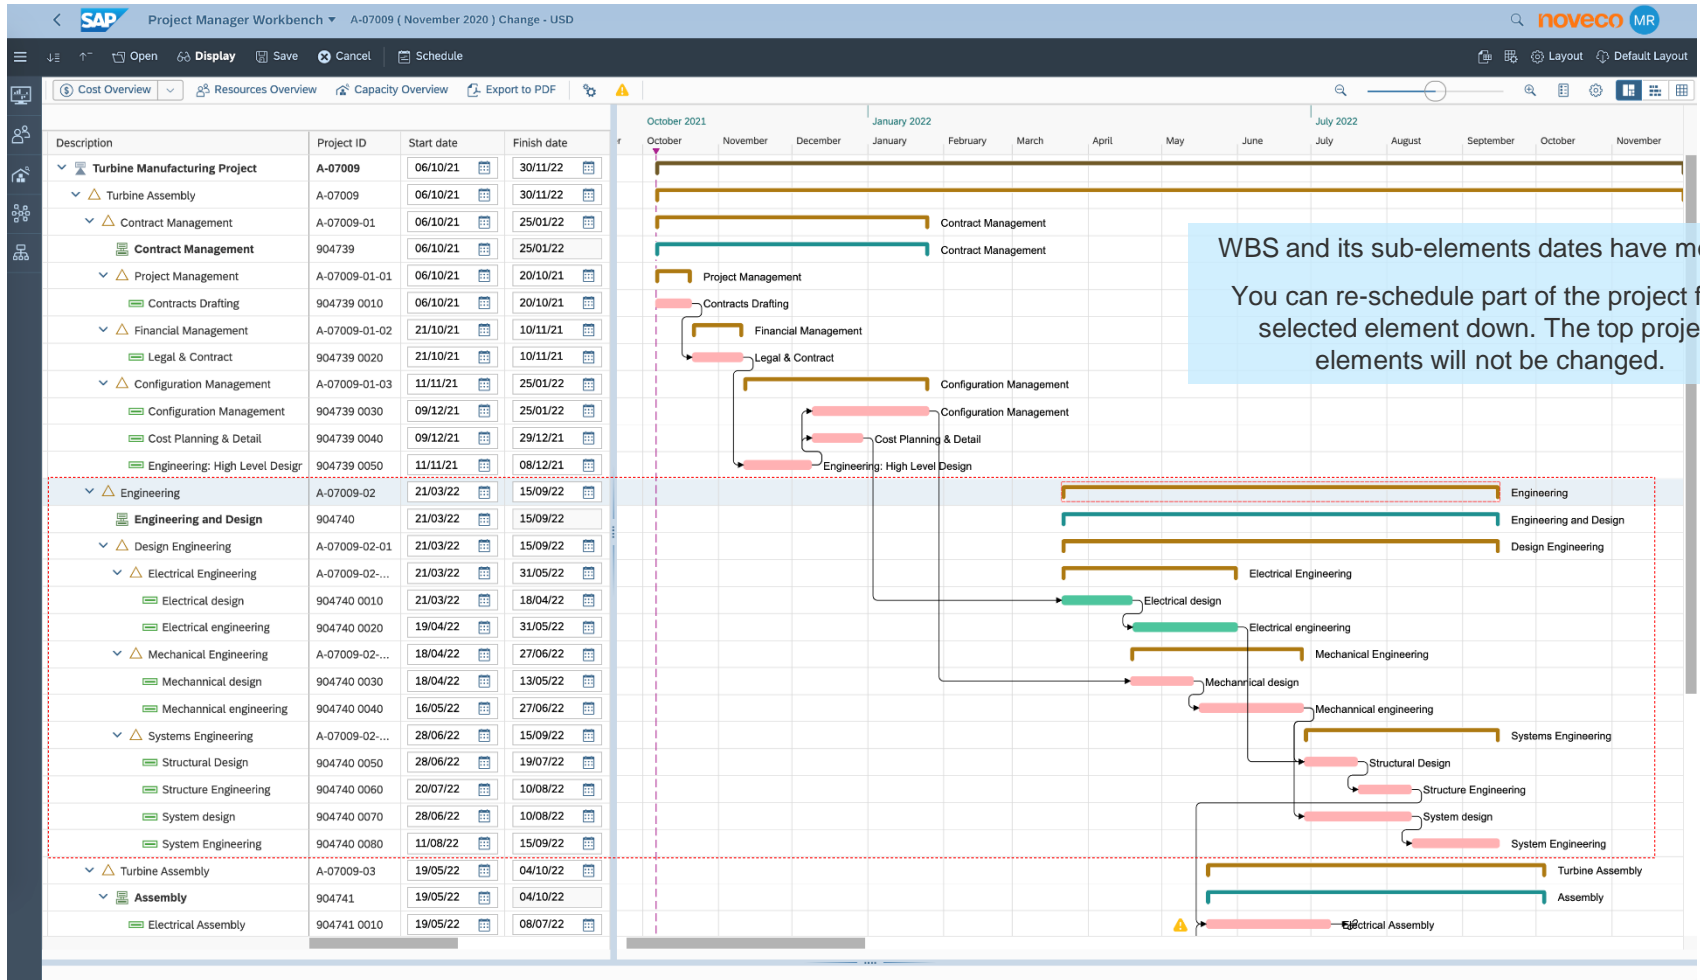 SAP Project Manager Workbench A-07009 ( November 2020 ) Change - USD noveco MR
Open Display Save Cancel Schedule Layout Default Layout
Cost Overview Resources Overview Capacity Overview Export to PDF
October 2021 January 2022 July 2022
Description Project ID Start date Finish date r October November December January February March April May June July August September October November
Turbine Manufacturing Project A-07009 06/10/21 30/11/22
Turbine Assembly A-07009 06/10/21 30/11/22
Contract Management A-07009-01 06/10/21 25/01/22 Contract Management
Contract Management 904739 06/10/21 25/01/22 Contract Management
Project Management A-07009-01-01 06/10/21 20/10/21 Project Management
Contracts Drafting 904739 0010 06/10/21 20/10/21 Contracts Drafting
Financial Management A-07009-01-02 21/10/21 10/11/21 Financial Management
Legal & Contract 904739 0020 21/10/21 10/11/21 Legal & Contract
Configuration Management A-07009-01-03 11/11/21 25/01/22 Configuration Management
Configuration Management 904739 0030 09/12/21 25/01/22 Configuration Management
Cost Planning & Detail 904739 0040 09/12/21 29/12/21 Cost Planning & Detail
Engineering: High Level Desigr 904739 0050 11/11/21 08/12/21 Engineering: High Level Design
Engineering A-07009-02 21/03/22 15/09/22 Engineering
Engineering and Design 904740 21/03/22 15/09/22 Engineering and Design
Design Engineering A-07009-02-01 21/03/22 15/09/22 Design Engineering
Electrical Engineering A-07009-02-... 21/03/22 31/05/22 Electrical Engineering
Electrical design 904740 0010 21/03/22 18/04/22 Electrical design
Electrical engineering 904740 0020 19/04/22 31/05/22 Electrical engineering
Mechanical Engineering A-07009-02-... 18/04/22 27/06/22 Mechanical Engineering
Mechannical design 904740 0030 18/04/22 13/05/22 Mechannical design
Mechannical engineering 904740 0040 16/05/22 27/06/22 Mechannical engineering
Systems Engineering A-07009-02-... 28/06/22 15/09/22 Systems Engineering
Structural Design 904740 0050 28/06/22 19/07/22 Structural Design
Structure Engineering 904740 0060 20/07/22 10/08/22 Structure Engineering
System design 904740 0070 28/06/22 10/08/22 System design
System Engineering 904740 0080 11/08/22 15/09/22 System Engineering
Turbine Assembly A-07009-03 19/05/22 04/10/22 Turbine Assembly
Assembly 904741 19/05/22 04/10/22 Assembly
Electrical Assembly 904741 0010 19/05/22 08/07/22 Electrical Assembly
WBS and its sub-elements dates have mo
You can re-schedule part of the project f
selected element down. The top proje
elements will not be changed.